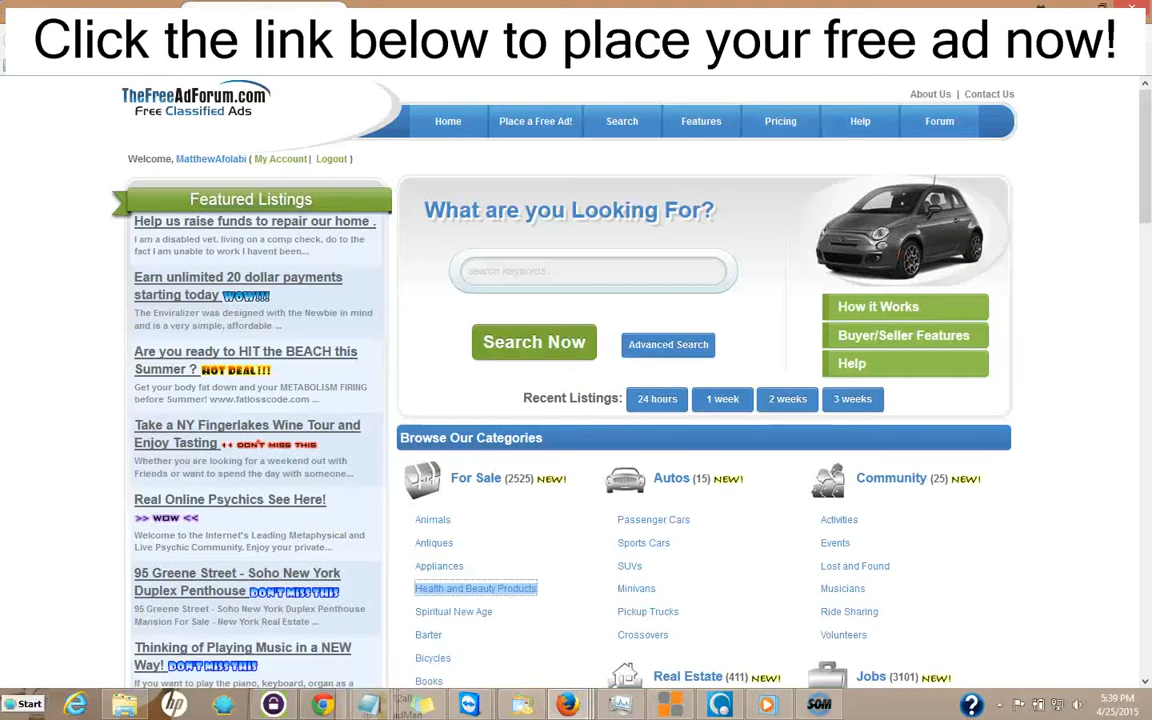 Click the link below to place your free ad now!
TheFreeAdForum.com
Free Classified Ads
About Us | Contact Us
Home Place a Free Ad! Search Features Pricing Help Forum
Welcome, MatthewAfolabi ( My Account | Logout )
Featured Listings
Help us raise funds to repair our home .
I am a disabled vet. living on a comp check, do to the
fact I am unable to work I havent been...
Earn unlimited 20 dollar payments
starting today WOW!!!
The Enviralizer was designed with the Newbie in mind
and is a very simple, affordable ...
Are you ready to HIT the BEACH this
Summer ? HOT DEAL!!!
Get your body fat down and your METABOLISM FIRING
before Summer! www.fatlosscode.com ...
Take a NY Fingerlakes Wine Tour and
Enjoy Tasting DON'T MISS THIS
Whether you are looking for a weekend out with
Friends or want to spend the day with someone...
Real Online Psychics See Here!
>> WOW <<
Welcome to the Internet's Leading Metaphysical and
Live Psychic Community. Enjoy your private...
95 Greene Street - Soho New York
Duplex Penthouse DON'T MISS THIS
95 Greene Street - Soho New York Duplex Penthouse
Mansion For Sale - New York Real Estate ...
Thinking of Playing Music in a NEW
Way! DON'T MISS THIS
If you want to play the piano, keyboard, organ as a
What are you Looking For?
search keywords..
Search Now
Advanced Search
How it Works
Buyer/Seller Features
Help
Recent Listings: 24 hours 1 week 2 weeks 3 weeks
Browse Our Categories
For Sale (2525) NEW!
Animals
Antiques
Appliances
Health and Beauty Products
Spiritual New Age
Barter
Bicycles
Books
Autos (15) NEW!
Passenger Cars
Sports Cars
SUVs
Minivans
Pickup Trucks
Crossovers
Real Estate (411) NEW!
Community (25) NEW!
Activities
Events
Lost and Found
Musicians
Ride Sharing
Volunteers
Jobs (3101) NEW!
Start
hp
SOM
5:39 PM
4/25/2015